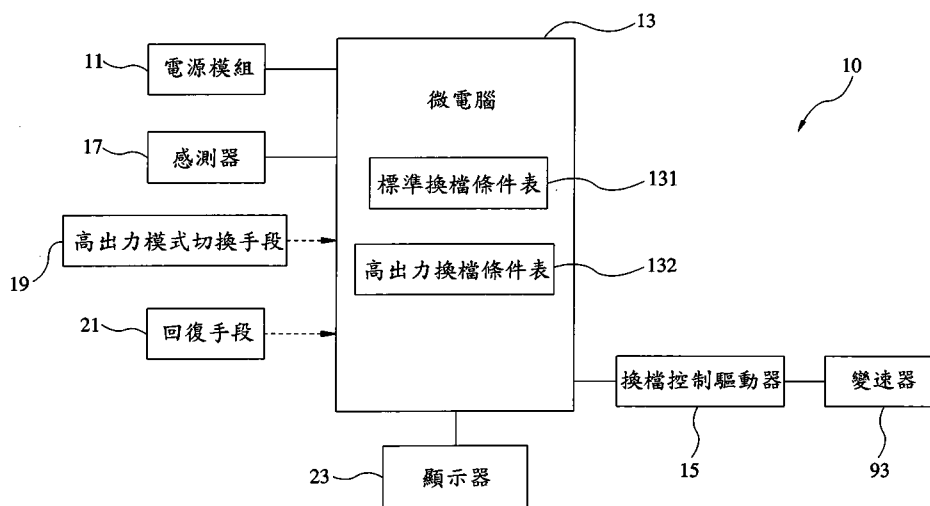 13
11
電源模組
10
微電腦
17
感測器
標準換檔條件表
131
高出力模式切換手段
19
高出力換檔條件表
132
21
回復手段
換檔控制驅動器
變速器
15
93
23
顯示器